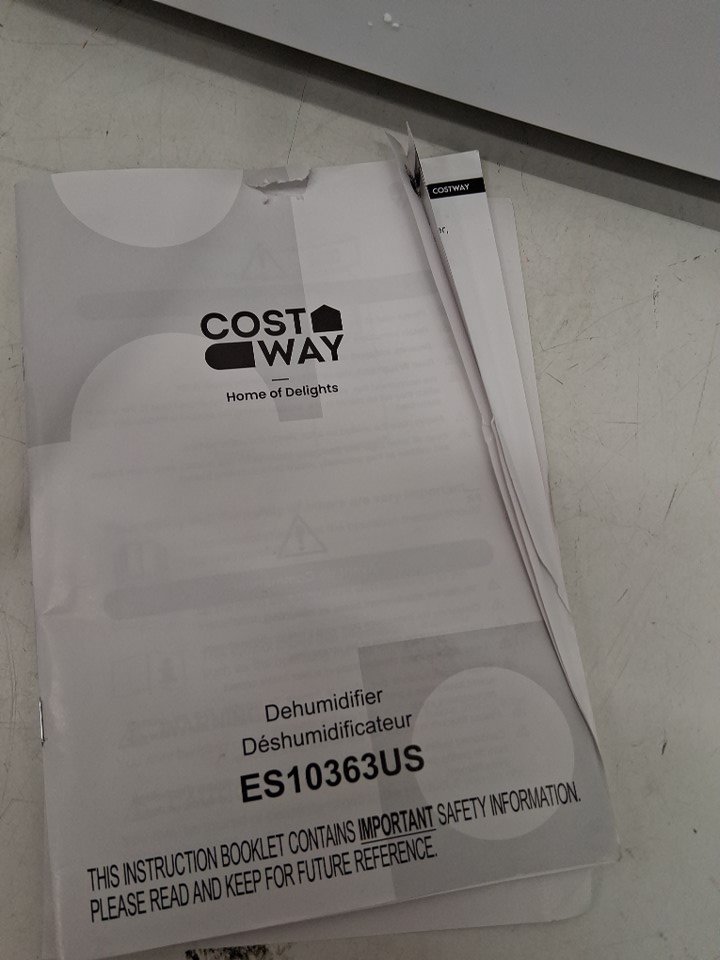 COSTWAY
COST
WAY
Home of Delights
Dehumidifier
Déshumidificateur
ES10363US
THIS INSTRUCTION BOOKLET CONTAINS IMPORTANT SAFETY INFORMATION.
PLEASE READ AND KEEP FOR FUTURE REFERENCE.